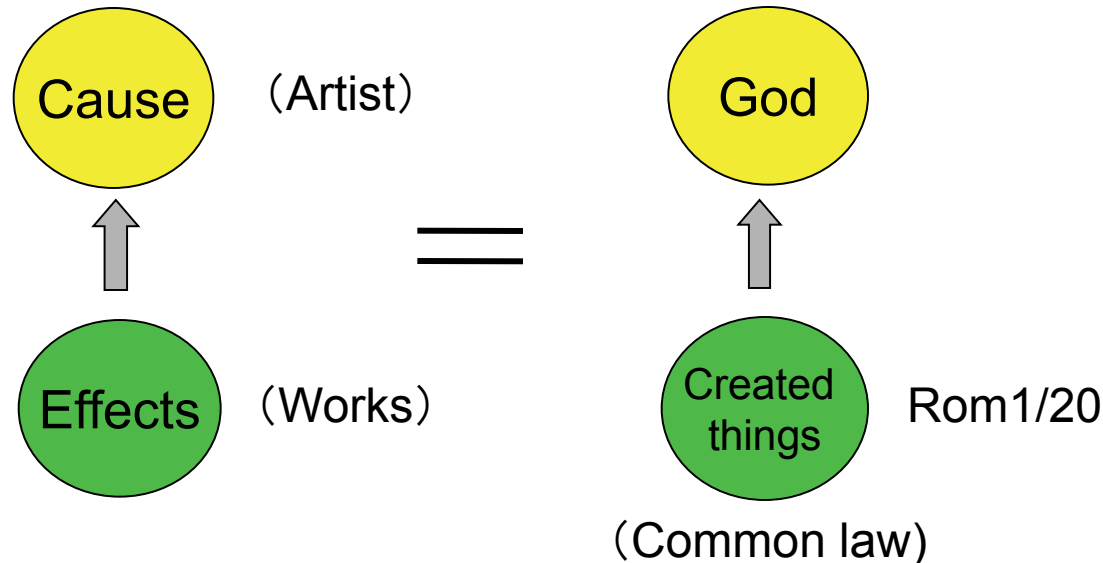 Cause
（Artist）
God
Effects
（Works）
Created
things
Rom1/20
（Common law)